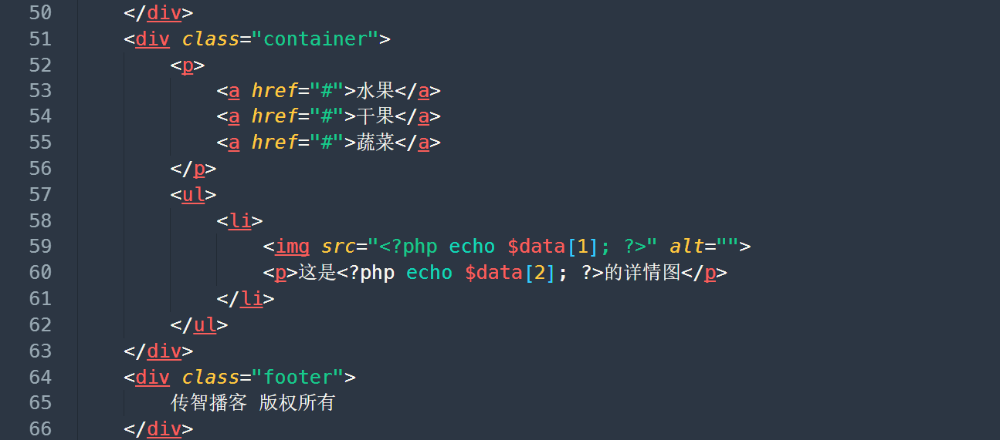 50 </div>
51 <div class="container">
52 <p>
53 <a href="#">水果</a>
54 <a href="#">干果</a>
55 <a href="#">蔬菜</a>
56 </p>
57 <ul>
58 <li>
59 <img src="<?php echo $data[1]; ?>" alt="">
60 <p>这是<?php echo $data[2]; ?>的详情图</p>
61 </li>
62 </ul>
63 </div>
64 <div class="footer">
65 传智播客 版权所有
66 </div>